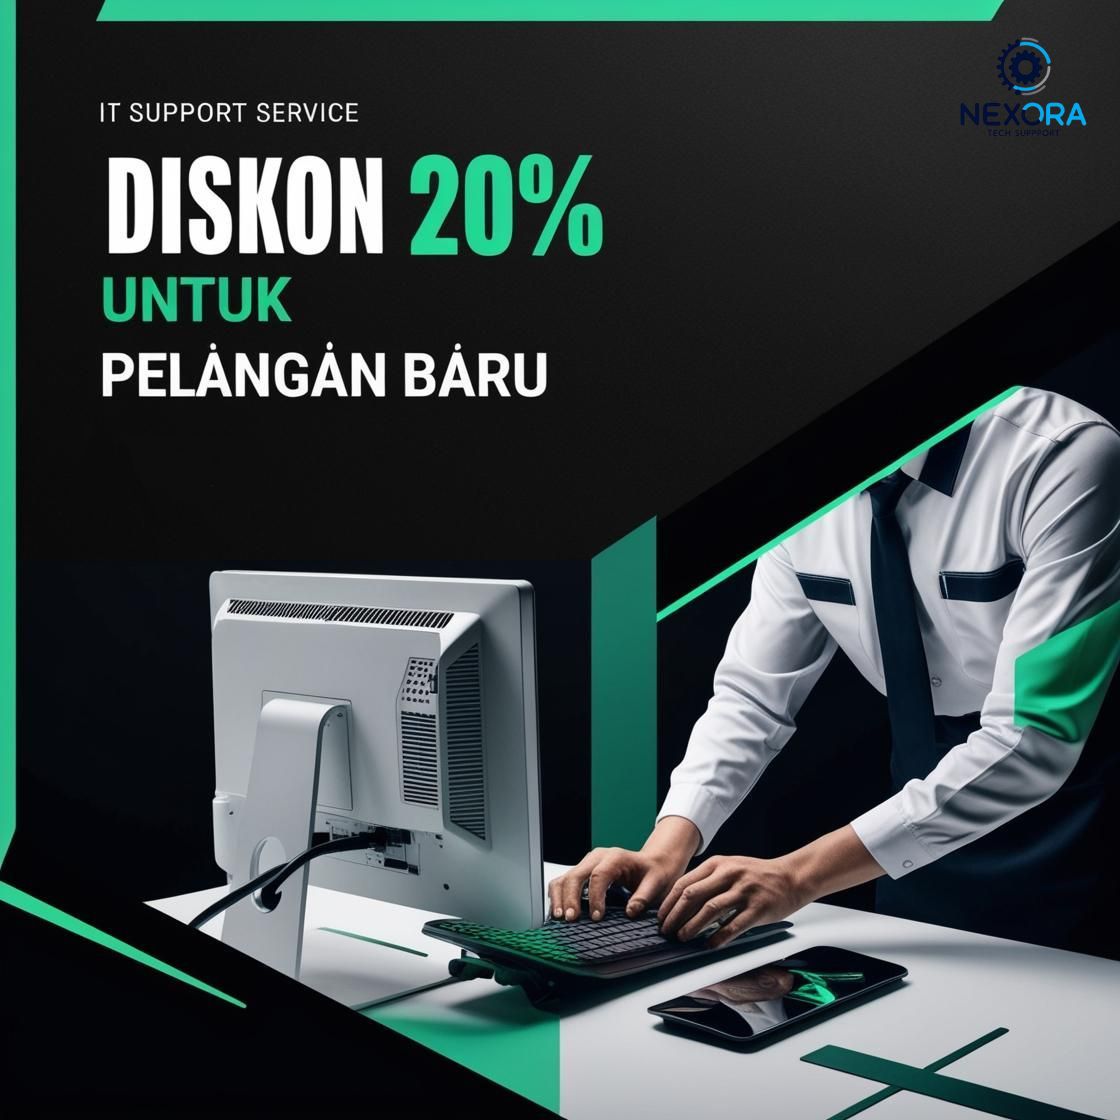 IT SUPPORT SERVICE
DISKON 20%
UNTUK
PELȦNGȦN BȦRU
NEXORA
TECH SUPPPORT